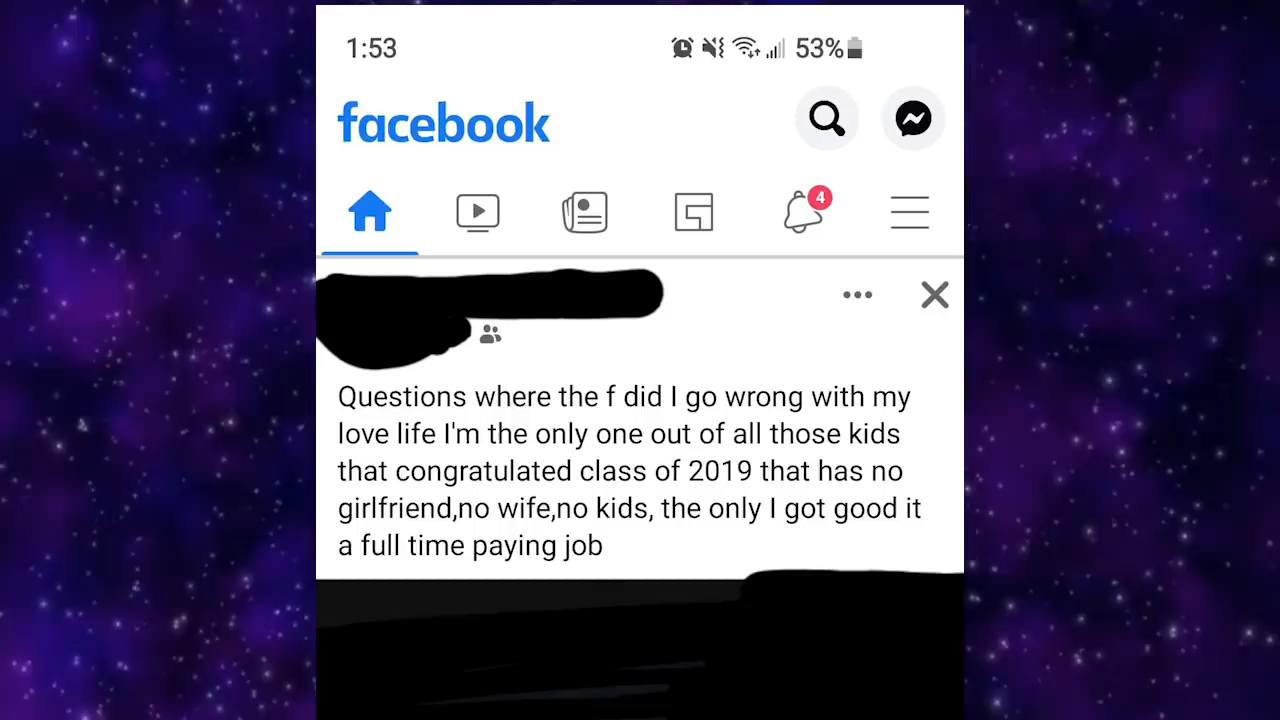 1:53 53%
facebook
4
Questions where the f did I go wrong with my
love life I'm the only one out of all those kids
that congratulated class of 2019 that has no
girlfriend,no wife,no kids, the only I got good it
a full time paying job